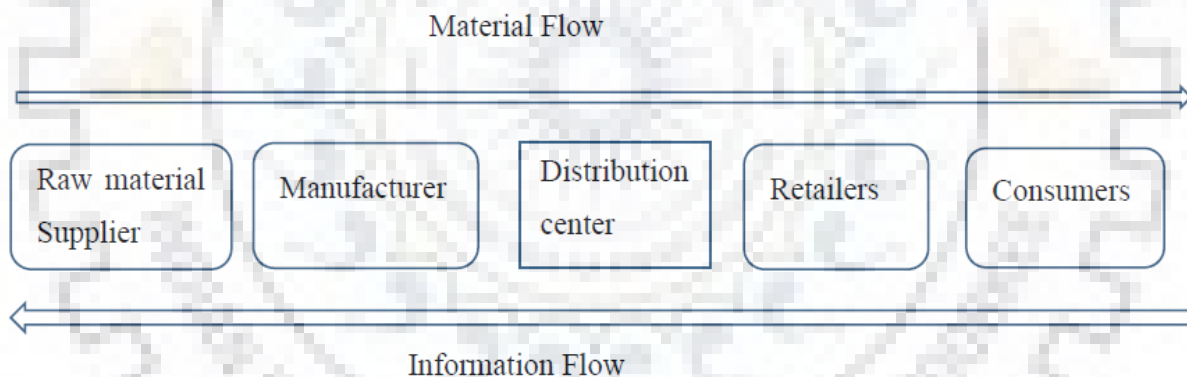 Material Flow
Raw material
Supplier
Manufacturer
Distribution
center
Retailers
Consumers
Information Flow